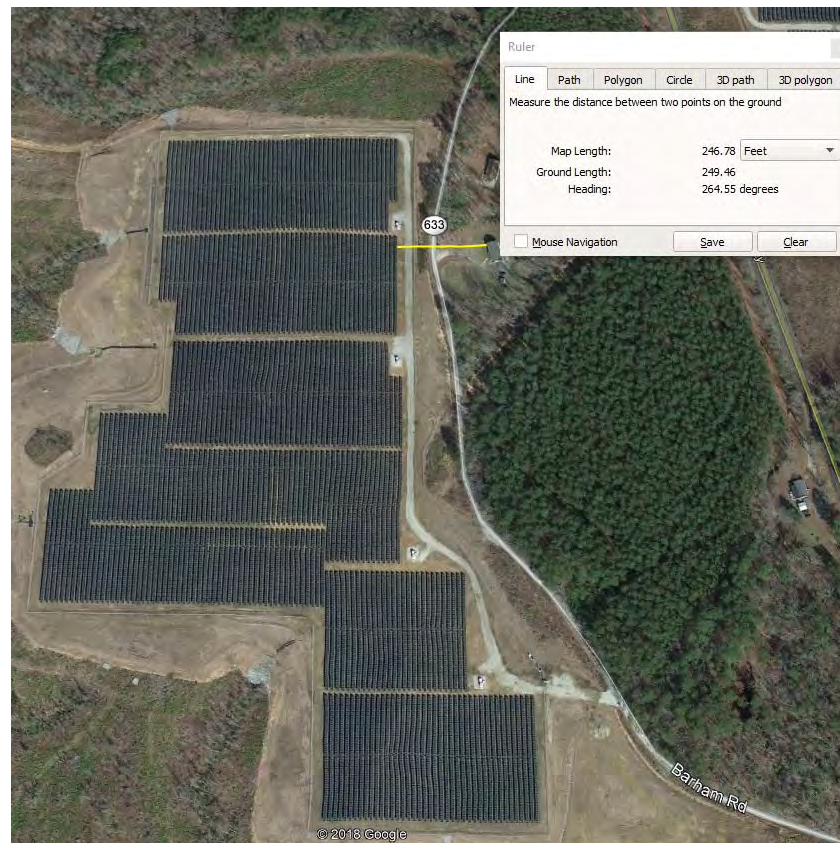 Ruler
Line Path Polygon Circle 3D path 3D polygon
Measure the distance between two points on the ground
Map Length: 246.78 Feet
Ground Length: 249.46
Heading: 264.55 degrees
Mouse Navigation Save Clear
633
Barham Rd
© 2018 Google